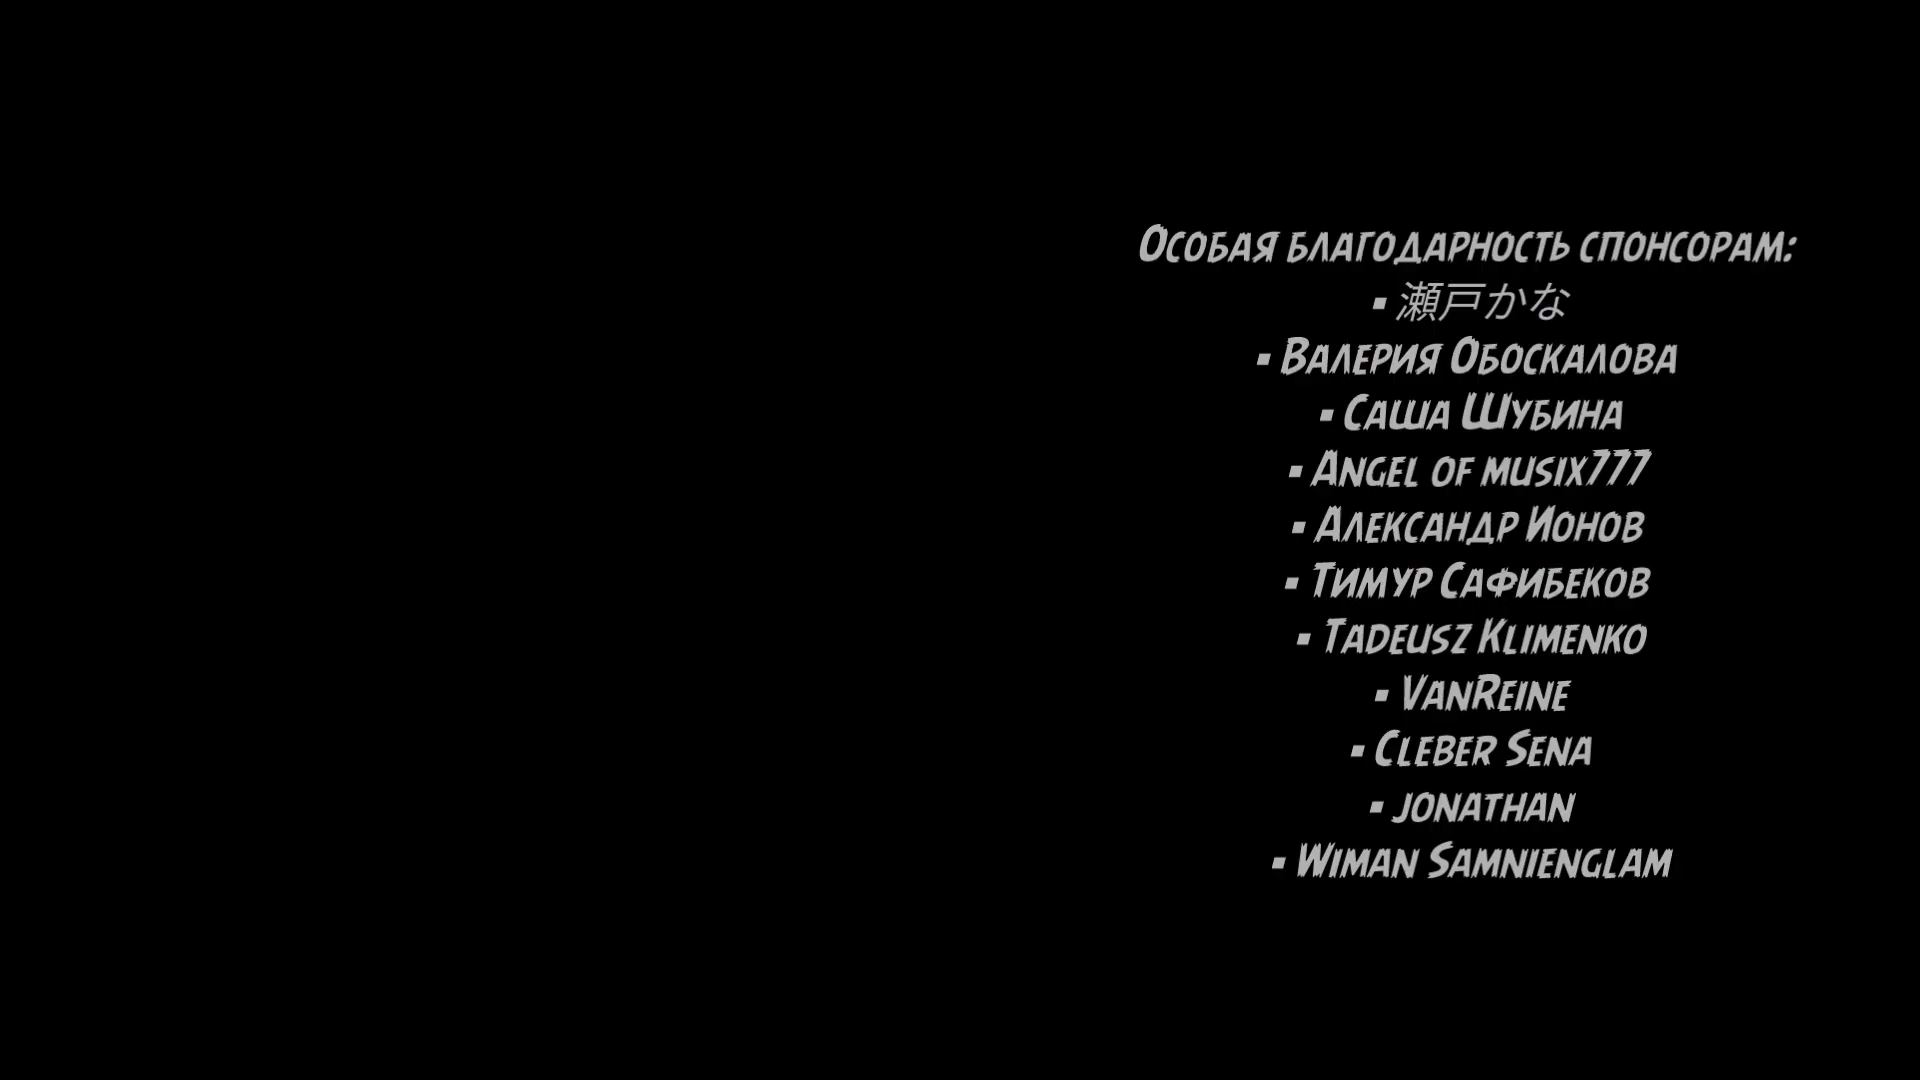 Особая благодарность спонсорам:
▪ 瀬戸かな
▪ Валерия Обоскалова
▪ Саша Шубина
▪ Angel of musix777
▪ Александр Ионов
▪ Тимур Сафибеков
▪ Tadeusz Klimenko
▪ VanReine
▪ Cleber Sena
▪ jonathan
▪ Wiman Samnienglam